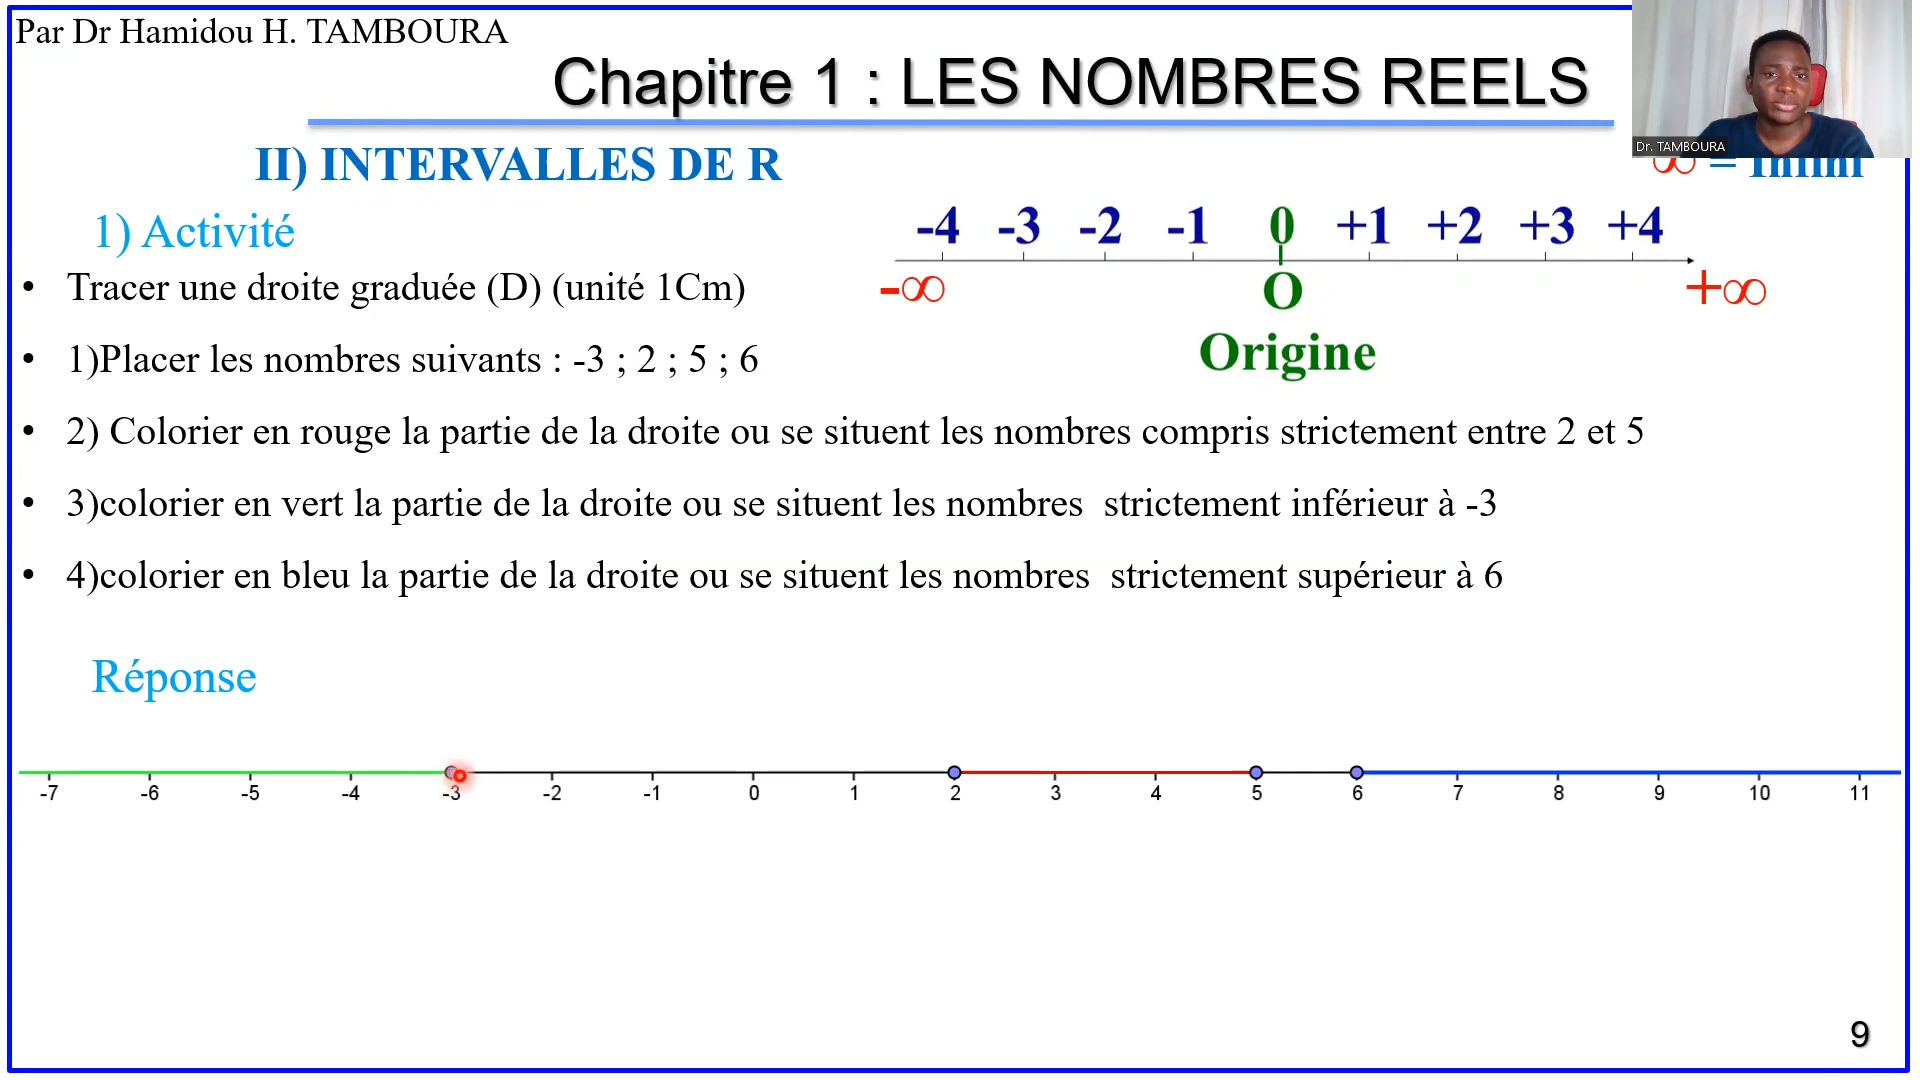 Par Dr Hamidou H. TAMBOURA
Chapitre 1 : LES NOMBRES REELS
Dr. TAMBOURA
II) INTERVALLES DE R
∞ = Infini
1) Activité
-4 -3 -2 -1 0 +1 +2 +3 +4
-∞ O +∞
Origine
• Tracer une droite graduée (D) (unité 1Cm)
• 1)Placer les nombres suivants : -3 ; 2 ; 5 ; 6
• 2) Colorier en rouge la partie de la droite ou se situent les nombres compris strictement entre 2 et 5
• 3)colorier en vert la partie de la droite ou se situent les nombres strictement inférieur à -3
• 4)colorier en bleu la partie de la droite ou se situent les nombres strictement supérieur à 6
Réponse
-7 -6 -5 -4 -3 -2 -1 0 1 2 3 4 5 6 7 8 9 10 11
9